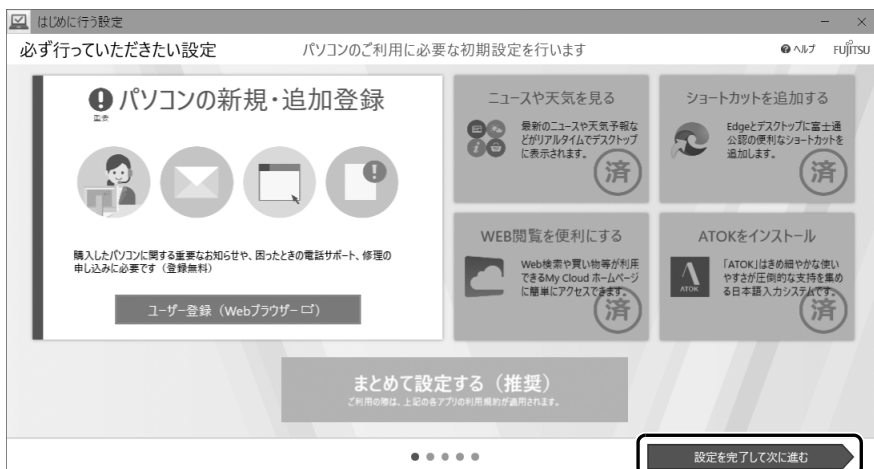 はじめに行う設定
必ず行っていただきたい設定
パソコンのご利用に必要な初期設定を行います
ヘルプ
FUJITSU
パソコンの新規・追加登録
重要
購入したパソコンに関する重要なお知らせや、困ったときの電話サポート、修理の
申し込みに必要です（登録無料）
ユーザー登録（Webブラウザー）
ニュースや天気を見る
最新のニュースや天気予報な
どがリアルタイムでデスクトップ
に表示されます。
済
ショートカットを追加する
Edgeとデスクトップに富士通
公認の便利なショートカットを
追加します。
済
WEB閲覧を便利にする
Web検索や買い物等が利用
できるMy Cloud ホームページ
に簡単にアクセスできます。
済
ATOKをインストール
ATOK
「ATOK」はきめ細やかな使い
やすさが圧倒的な支持を集め
る日本語入力システムです。
済
まとめて設定する（推奨）
ご利用の際は、上記の各アプリの利用規約が適用されます。
設定を完了して次に進む